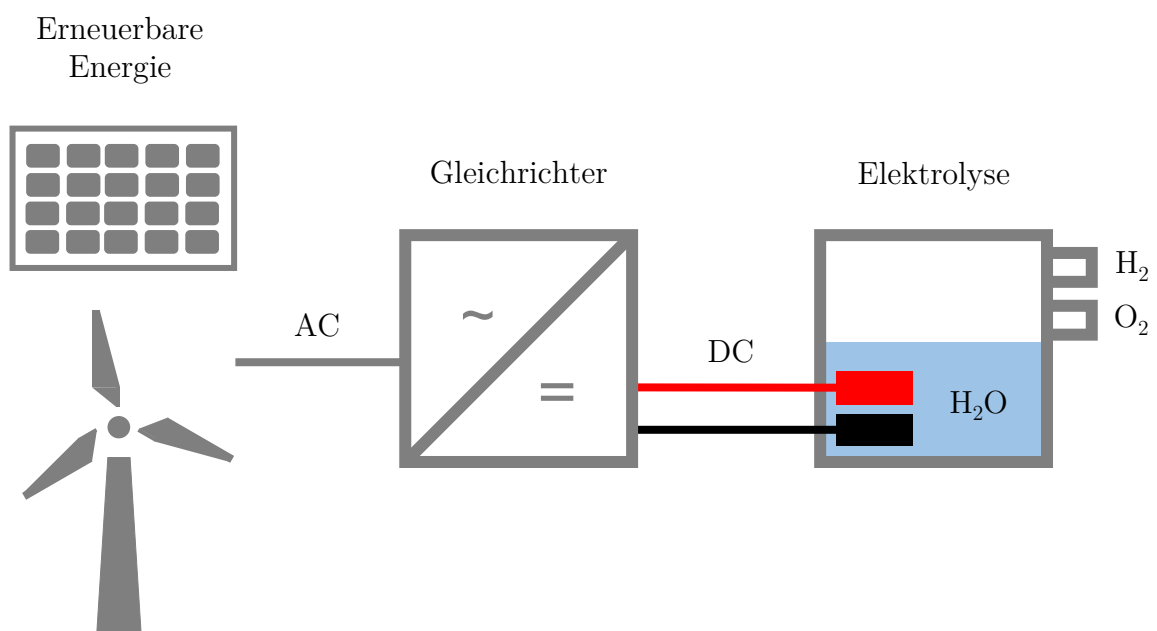 Erneuerbare
Energie
Gleichrichter
Elektrolyse
H₂
AC
~
O₂
DC
=
H₂O